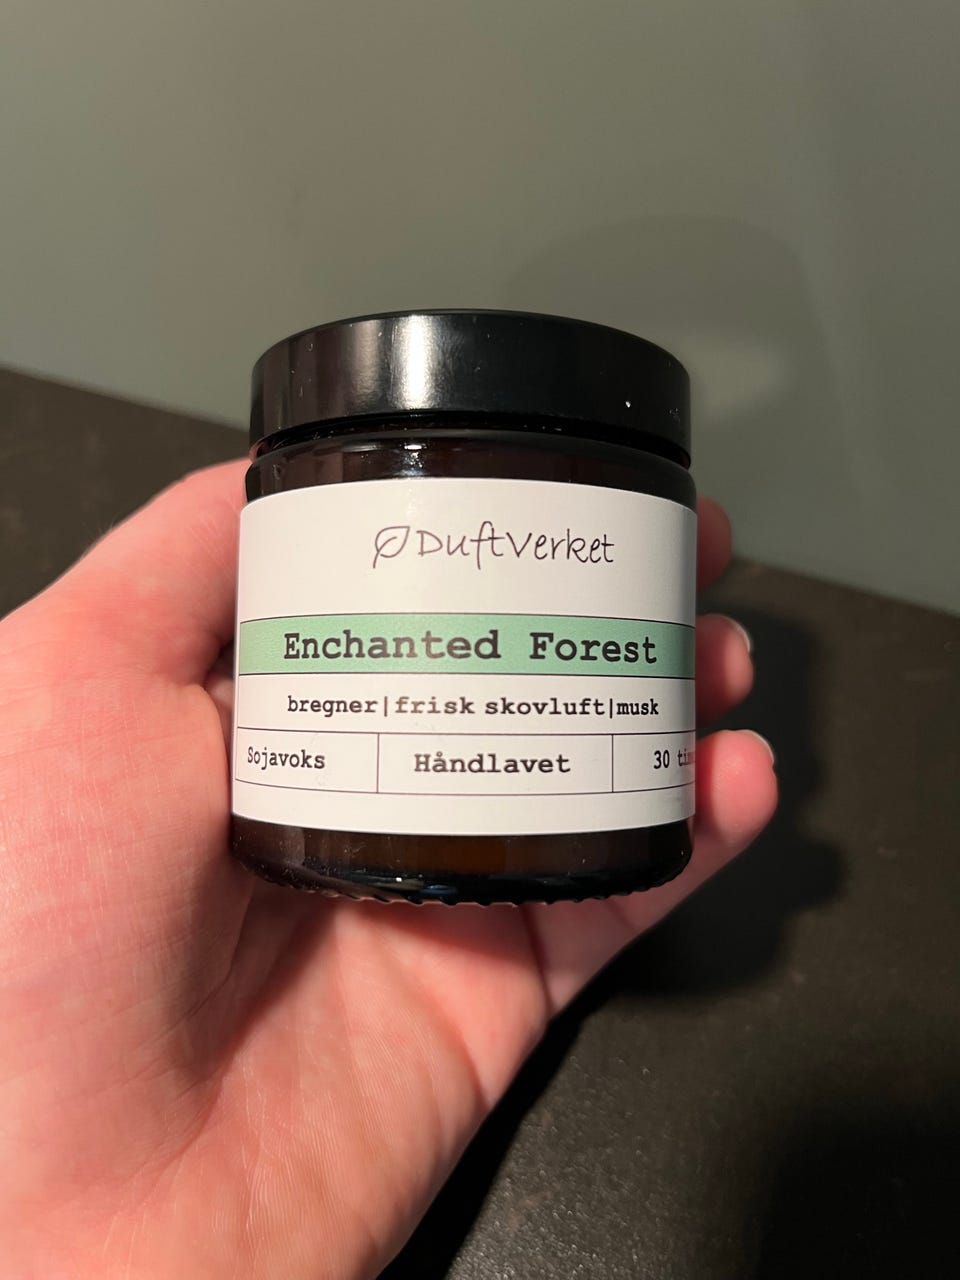 DuftVerket
Enchanted Forest
bregner|frisk skovluft|musk
Sojavoks Håndlavet 30